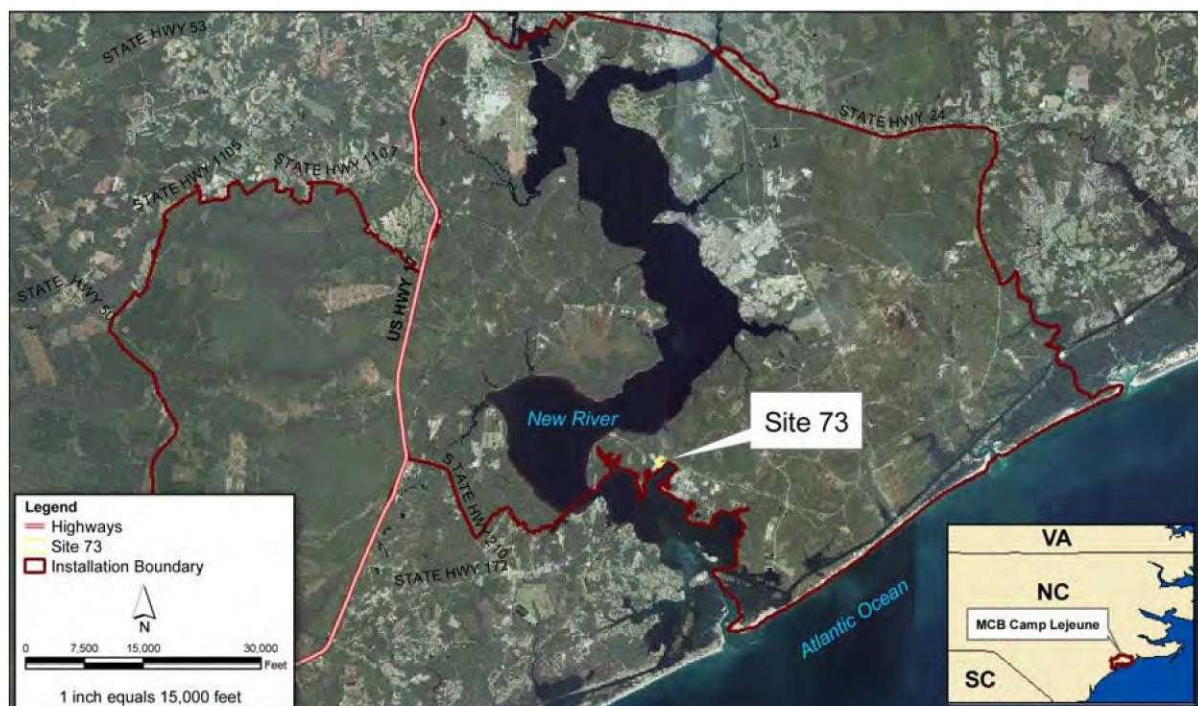 STATE HWY 53
STATE HWY 24
STATE HWY 1105
STATE HWY 1107
STATE HWY 50
US HWY 17
New River
Site 73
STATE HWY 210
STATE HWY 172
Atlantic Ocean
Legend
Highways
Site 73
Installation Boundary
N
0 7,500 15,000 30,000
Feet
1 inch equals 15,000 feet
VA
NC
MCB Camp Lejeune
SC